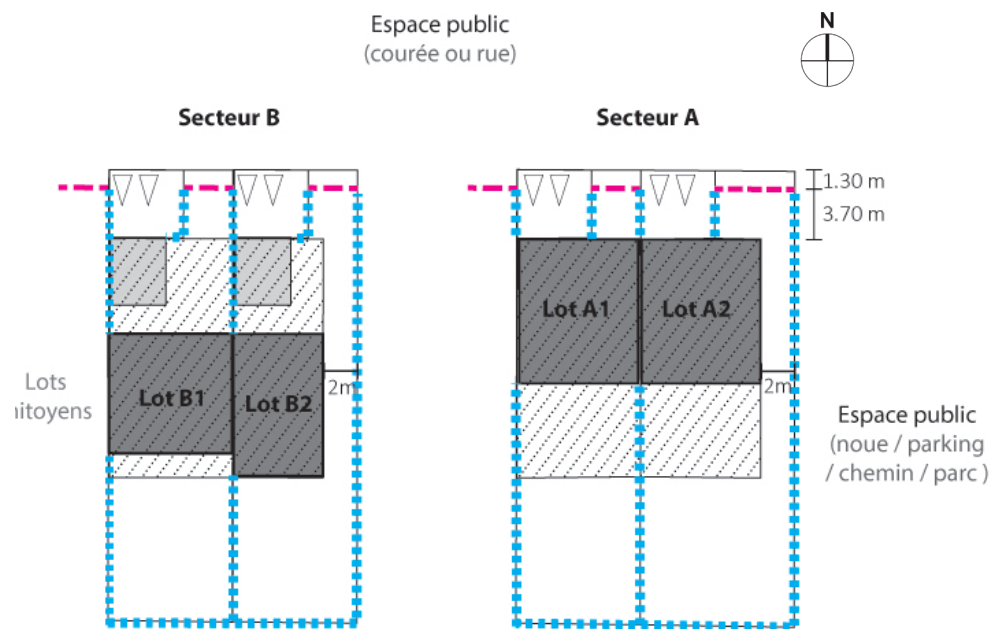 Espace public
(courée ou rue)
N
Secteur B
Secteur A
1.30 m
3.70 m
Lot A1
Lot A2
Lots
Lot B1
Lot B2
2m
2m
Espace public
(noue / parking
/ chemin / parc )